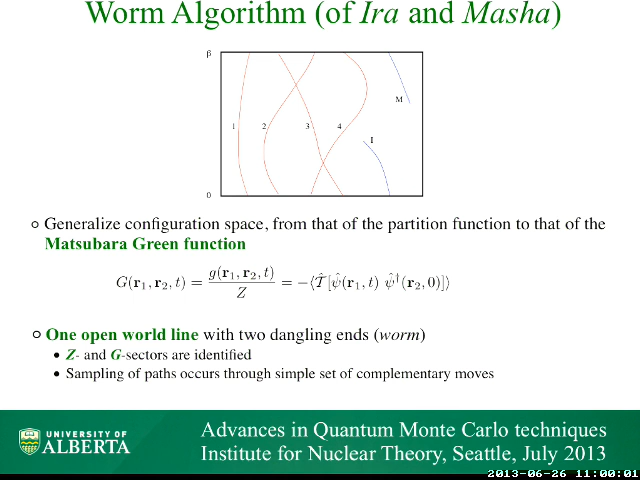 Worm Algorithm (of Ira and Masha)
β
M
1 2 3 4
I
0
Generalize configuration space, from that of the partition function to that of the
Matsubara Green function
G(r₁, r₂, t) = g(r₁, r₂, t)/Z = −⟨T̂[ψ̂(r₁, t) ψ̂†(r₂, 0)]⟩
One open world line with two dangling ends (worm)
• Z- and G-sectors are identified
• Sampling of paths occurs through simple set of complementary moves
UNIVERSITY OF
ALBERTA
Advances in Quantum Monte Carlo techniques
Institute for Nuclear Theory, Seattle, July 2013
2013-06-26 11:00:01